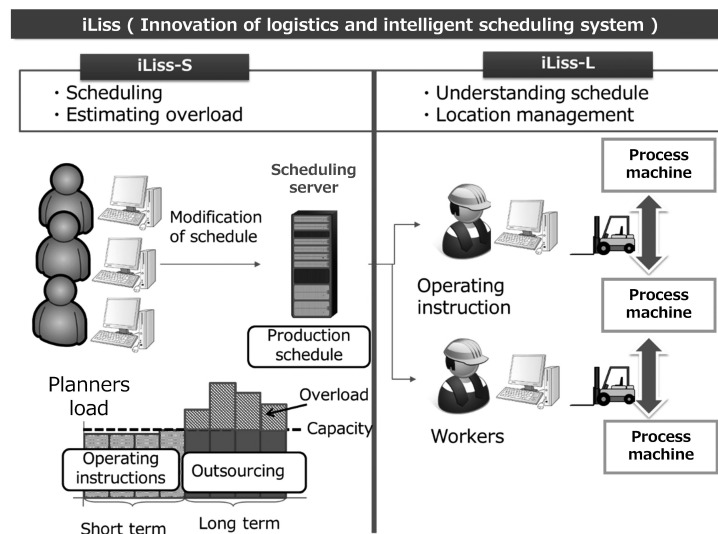 iLiss ( Innovation of logistics and intelligent scheduling system )
iLiss-S
・Scheduling
・Estimating overload
iLiss-L
・Understanding schedule
・Location management
Scheduling
server
Modification
of schedule
Production
schedule
Planners
load
Overload
Capacity
Operating
instructions
Outsourcing
Short term
Long term
Process
machine
Operating
instruction
Process
machine
Workers
Process
machine